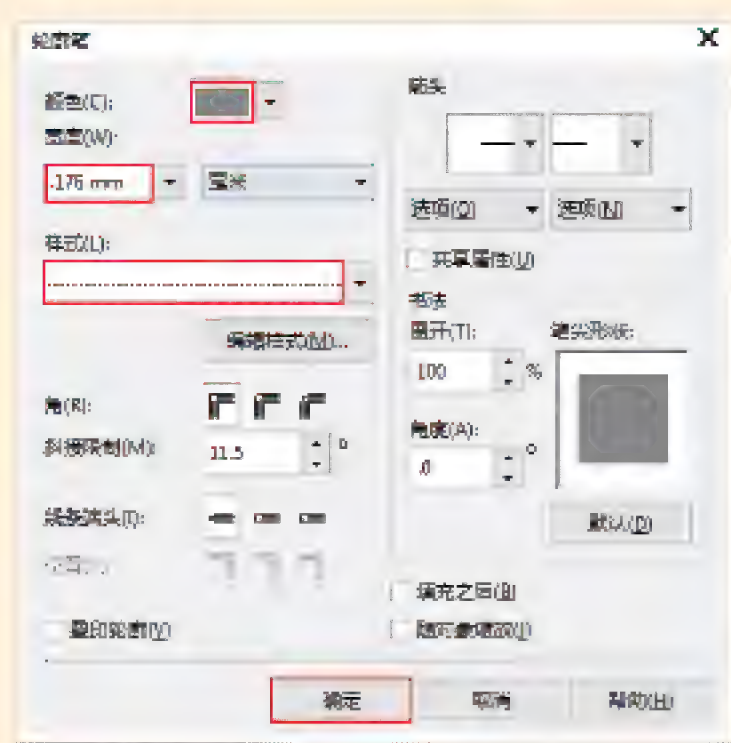 轮廓笔
颜色(C):
宽度(W):
.176 mm
毫米
样式(L):
编辑样式(M)...
角(R):
斜接限制(M):
11.5
°
线条端头(T):
叠印轮廓(V)
箭头
选项(O)
选项(N)
共享属性(U)
书法
展开(T):
笔尖形状:
100
%
角度(A):
.0
°
默认(D)
填充之后(B)
随对象缩放(J)
确定
取消
帮助(H)